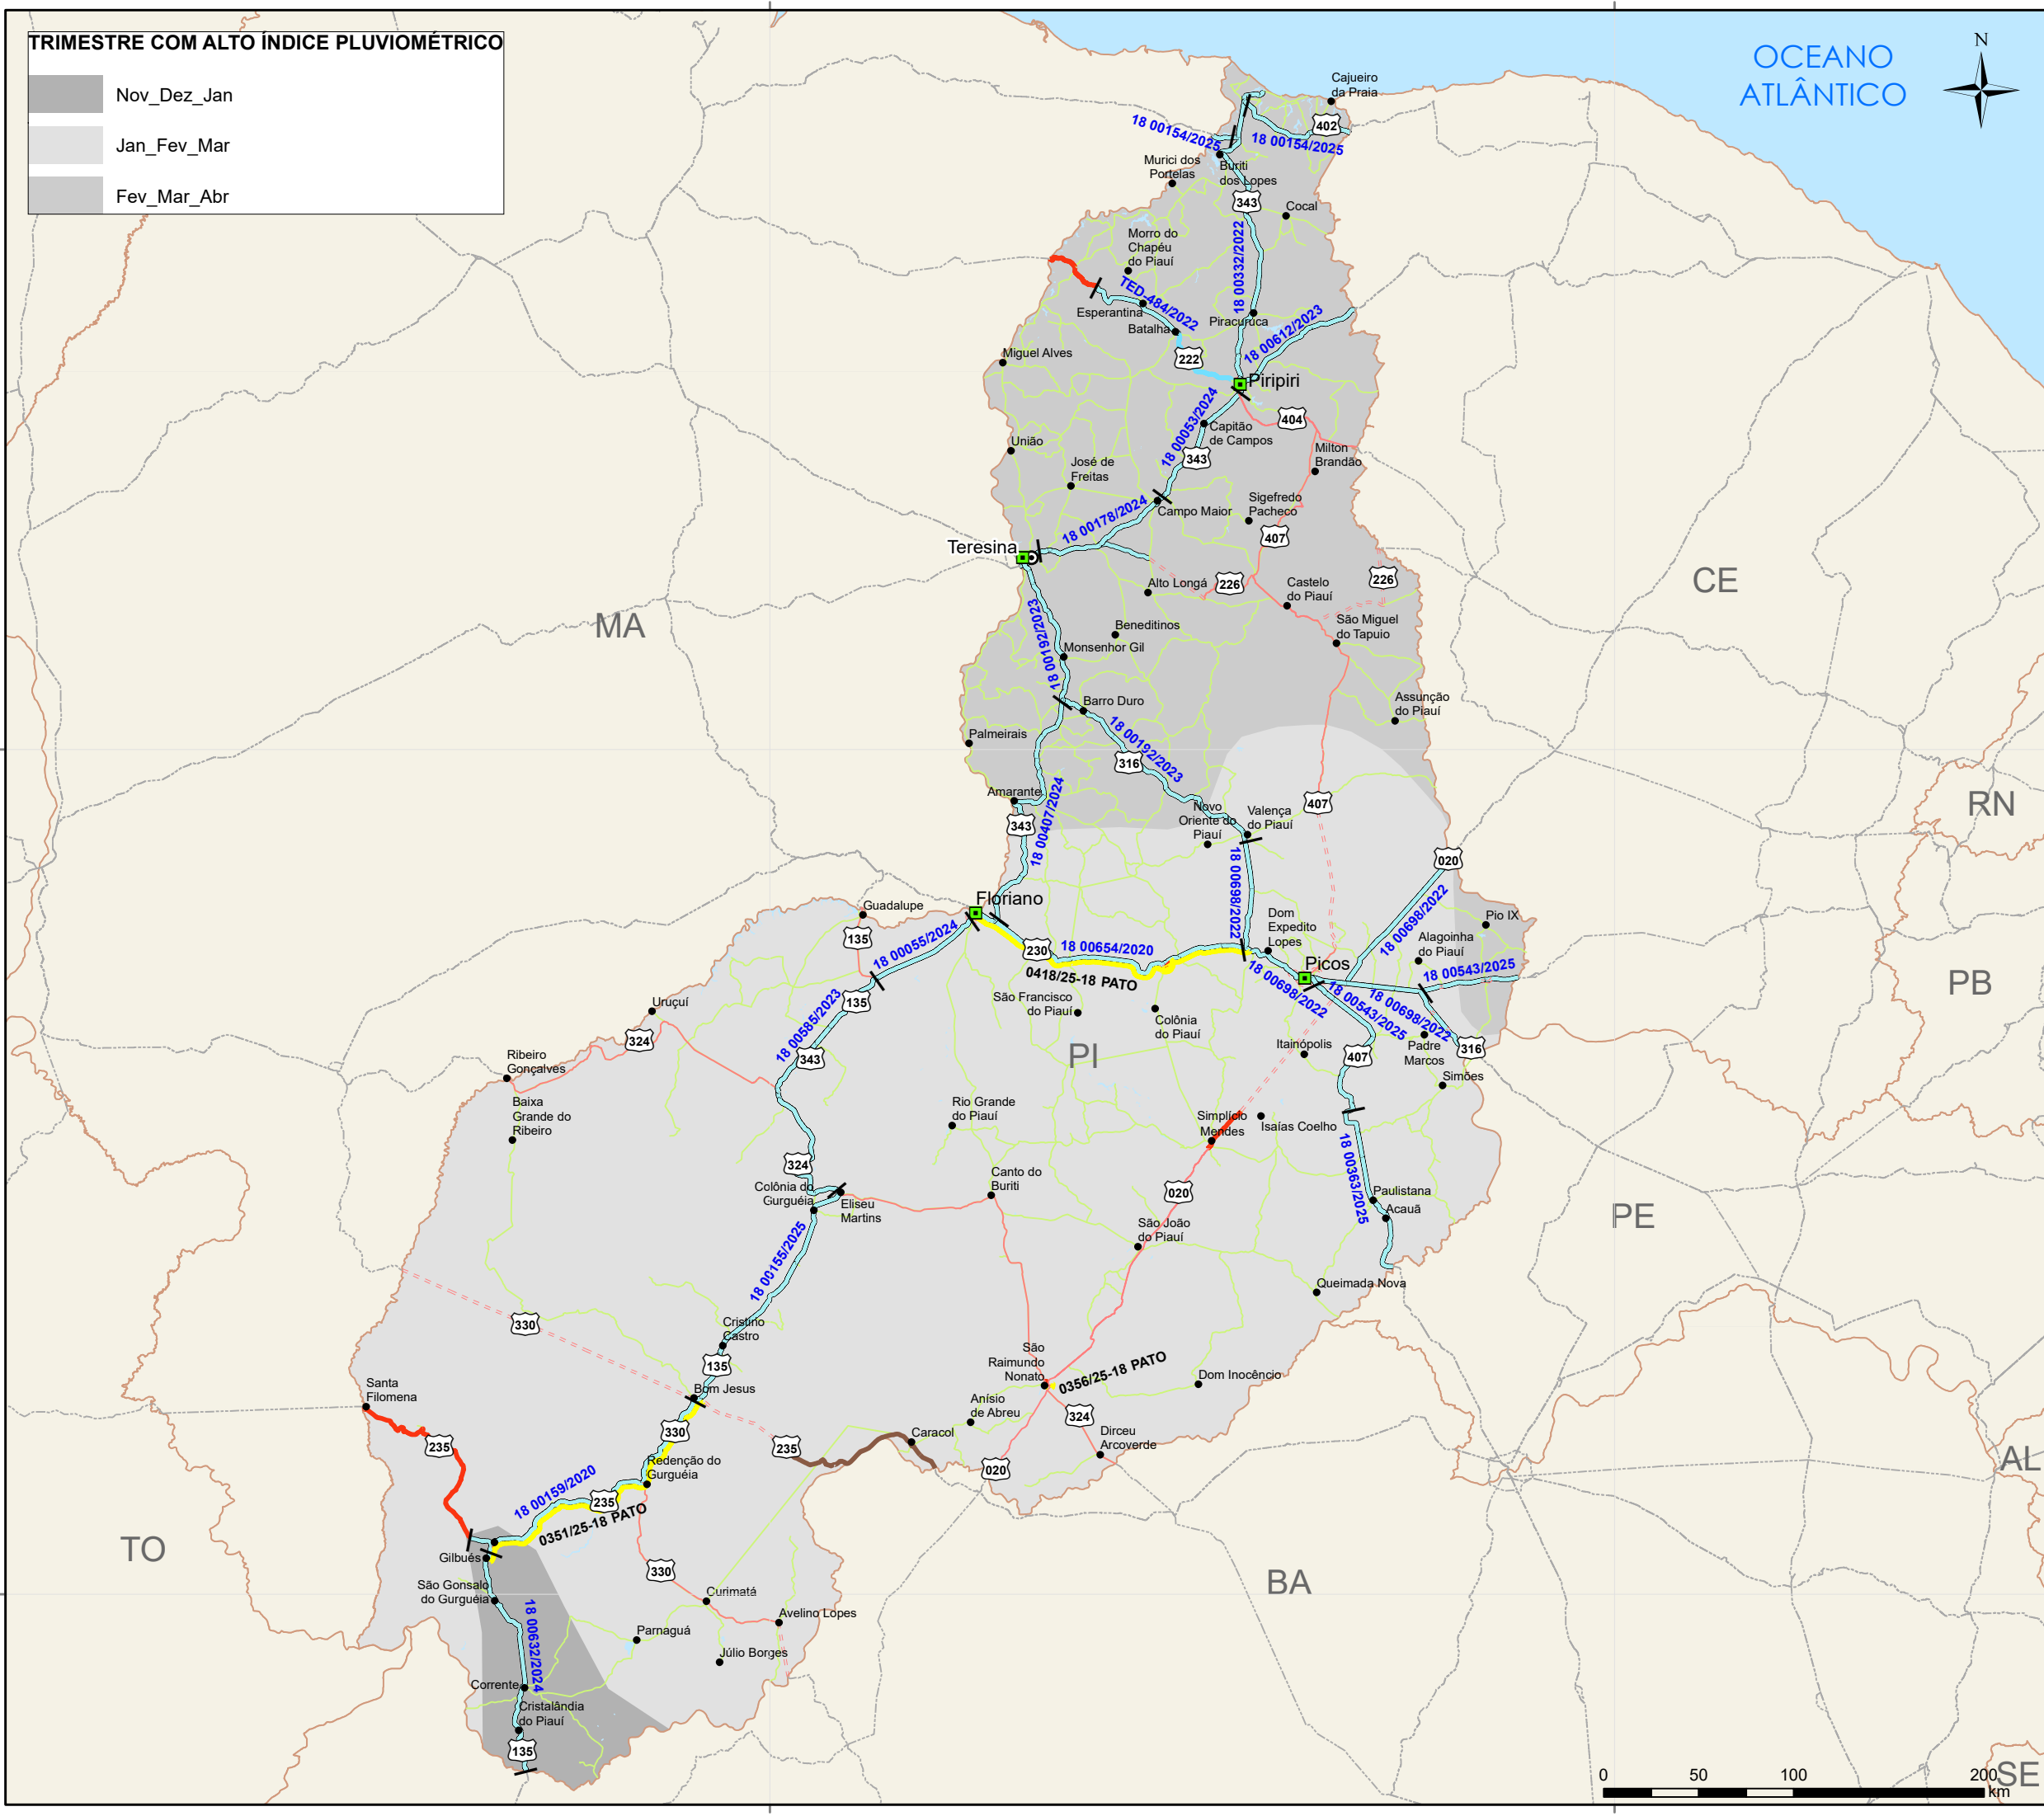 TRIMESTRE COM ALTO ÍNDICE PLUVIOMÉTRICO
Nov_Dez_Jan
Jan_Fev_Mar
Fev_Mar_Abr
OCEANO
ATLÂNTICO
N
Cajueiro
da Praia
402
18 00154/2025
18 00154/2025
Buriti
dos Lopes
Murici dos
Portelas
343
Cocal
Morro do
Chapéu
do Piauí
18 00332/2022
TED-484/2022
Esperantina
Batalha
Piracuruca
18 00612/2023
222
Miguel Alves
Piripiri
18 00053/2024
404
Capitão
de Campos
343
União
José de
Freitas
Milton
Brandão
Campo Maior
Sigefredo
Pacheco
18 00178/2024
407
Teresina
226
226
Alto Longá
Castelo
do Piauí
CE
MA
18 00192/2023
Beneditinos
São Miguel
do Tapuio
Monsenhor Gil
Barro Duro
Assunção
do Piauí
18 00192/2023
Palmeirais
316
Amarante
343
18 00407/2024
407
Novo
Oriente do
Piauí
Valença
do Piauí
RN
020
18 00698/2022
18 00698/2022
Floriano
Guadalupe
135
18 00055/2024
230
18 00654/2020
0418/25-18 PATO
Dom
Expedito
Lopes
Pio IX
Alagoinha
do Piauí
Picos
18 00543/2025
18 00698/2022
18 00543/2025
18 00698/2022
PB
135
São Francisco
do Piauí
Colônia
do Piauí
Uruçuí
324
18 00585/2023
343
PI
Itainópolis
407
Padre
Marcos
316
Simões
Ribeiro
Gonçalves
Baixa
Grande do
Ribeiro
Rio Grande
do Piauí
Simplício
Mendes
Isaías Coelho
18 00363/2025
324
Colônia do
Gurguéia
Eliseu
Martins
Canto do
Buriti
020
Paulistana
Acauã
PE
São João
do Piauí
18 00155/2025
Queimada Nova
330
Cristino
Castro
135
São
Raimundo
Nonato
0356/25-18 PATO
Dom Inocêncio
Santa
Filomena
Bom Jesus
Anísio
de Abreu
324
330
235
235
Caracol
Dirceu
Arcoverde
020
AL
Redenção do
Gurguéia
18 00159/2020
235
0351/25-18 PATO
TO
Gilbués
330
BA
São Gonsalo
do Gurguéia
Curimatá
Avelino Lopes
18 00632/2024
Parnaguá
Júlio Borges
Corrente
Cristalândia
do Piauí
135
SE
0 50 100 200
km